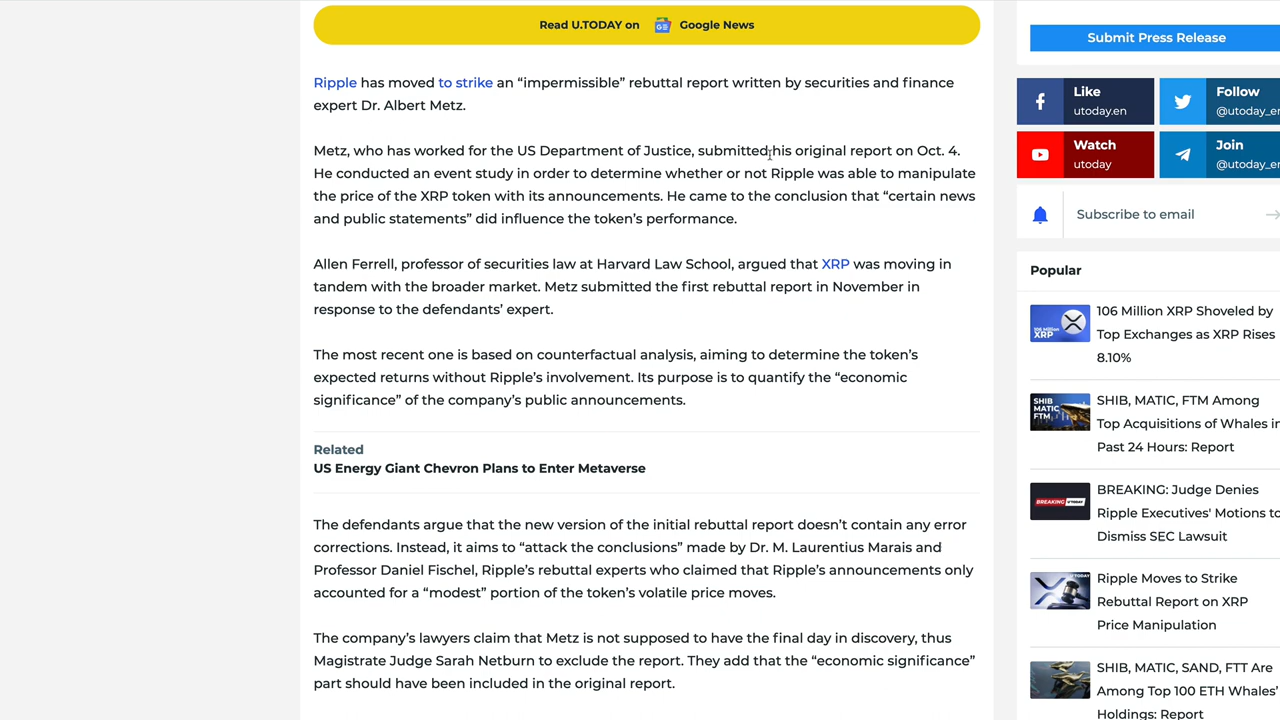 Read U.TODAY on Google News
Ripple has moved to strike an “impermissible” rebuttal report written by securities and finance
expert Dr. Albert Metz.
Metz, who has worked for the US Department of Justice, submitted his original report on Oct. 4.
He conducted an event study in order to determine whether or not Ripple was able to manipulate
the price of the XRP token with its announcements. He came to the conclusion that “certain news
and public statements” did influence the token’s performance.
Allen Ferrell, professor of securities law at Harvard Law School, argued that XRP was moving in
tandem with the broader market. Metz submitted the first rebuttal report in November in
response to the defendants’ expert.
The most recent one is based on counterfactual analysis, aiming to determine the token’s
expected returns without Ripple’s involvement. Its purpose is to quantify the “economic
significance” of the company’s public announcements.
Related
US Energy Giant Chevron Plans to Enter Metaverse
The defendants argue that the new version of the initial rebuttal report doesn’t contain any error
corrections. Instead, it aims to “attack the conclusions” made by Dr. M. Laurentius Marais and
Professor Daniel Fischel, Ripple’s rebuttal experts who claimed that Ripple’s announcements only
accounted for a “modest” portion of the token’s volatile price moves.
The company’s lawyers claim that Metz is not supposed to have the final day in discovery, thus
Magistrate Judge Sarah Netburn to exclude the report. They add that the “economic significance”
part should have been included in the original report.
Submit Press Release
Like
utoday.en
Follow
@utoday_en
Watch
utoday
Join
@utoday_en
Subscribe to email
Popular
106 Million XRP Shoveled by
Top Exchanges as XRP Rises
8.10%
SHIB, MATIC, FTM Among
Top Acquisitions of Whales in
Past 24 Hours: Report
BREAKING: Judge Denies
Ripple Executives' Motions to
Dismiss SEC Lawsuit
Ripple Moves to Strike
Rebuttal Report on XRP
Price Manipulation
SHIB, MATIC, SAND, FTT Are
Among Top 100 ETH Whales’
Holdings: Report
106 Million
XRP
SHIB
MATIC
FTM
BREAKING